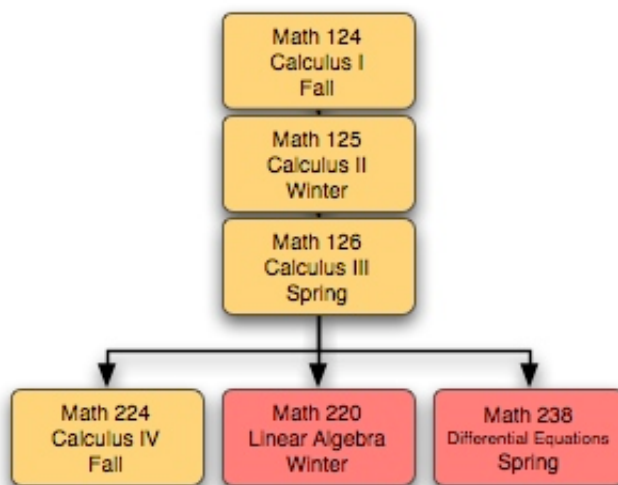 Math 124
Calculus I
Fall
Math 125
Calculus II
Winter
Math 126
Calculus III
Spring
Math 224
Calculus IV
Fall
Math 220
Linear Algebra
Winter
Math 238
Differential Equations
Spring